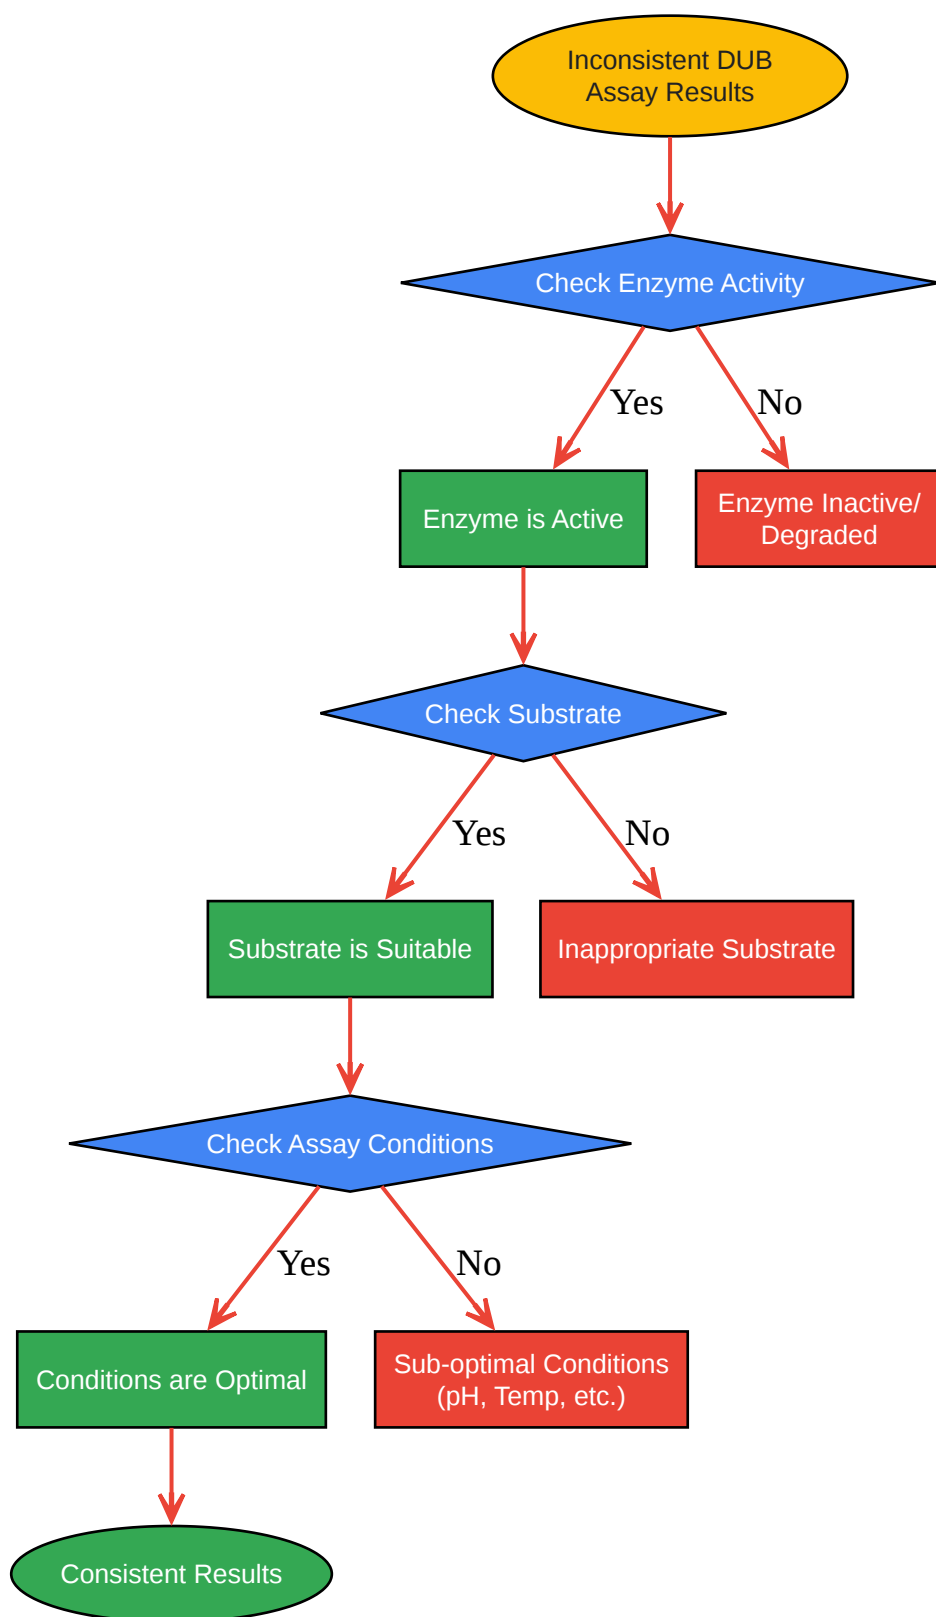 Inconsistent DUB
Assay Results
Check Enzyme Activity
Yes
No
Enzyme is Active
Enzyme Inactive/
Degraded
Check Substrate
Yes
No
Substrate is Suitable
Inappropriate Substrate
Check Assay Conditions
Yes
No
Conditions are Optimal
Sub-optimal Conditions
(pH, Temp, etc.)
Consistent Results